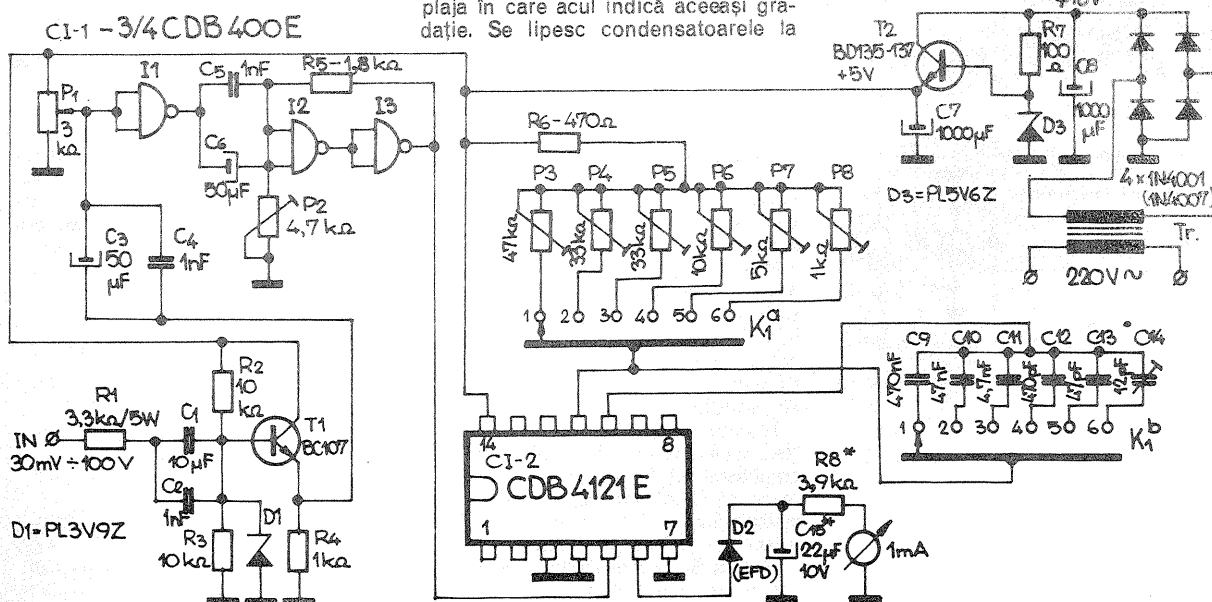 plaja în care acul indică aceeași gra-
dație. Se lipesc condensatoarele la
CI-1 - 3/4 CDB 400E
I1
C5
1nF
R5-1,8kΩ
P1
3
kΩ
I2
I3
C6
50µF
P2
4,7kΩ
C3
50
µF
C4
1nF
R6-470Ω
P3
P4
P5
P6
P7
P8
47kΩ
33kΩ
33kΩ
10kΩ
5kΩ
1kΩ
1
2
3
4
5
6
K1a
T2
BD135-137
+5V
R7
100
Ω
C8
1000
µF
C7
1000µF
D3
D3=PL5V6Z
4×1N4001
(1N4007)
Tr.
220V~
C9
C10
C11
C12
C13
C14
470nF
47nF
4,7nF
470pF
47pF
12pF
1
2
3
4
5
6
K1b
R2
10
kΩ
R1
3,3kΩ/5W
C1
10µF
IN
30mV÷100V
C2
1nF
T1
BC107
D1=PL3V9Z
R3
10kΩ
D1
R4
1kΩ
14
8
CI-2
CDB 4121 E
1
7
R8*
3,9kΩ
D2
(EFD)
C15**
22µF
10V
1mA